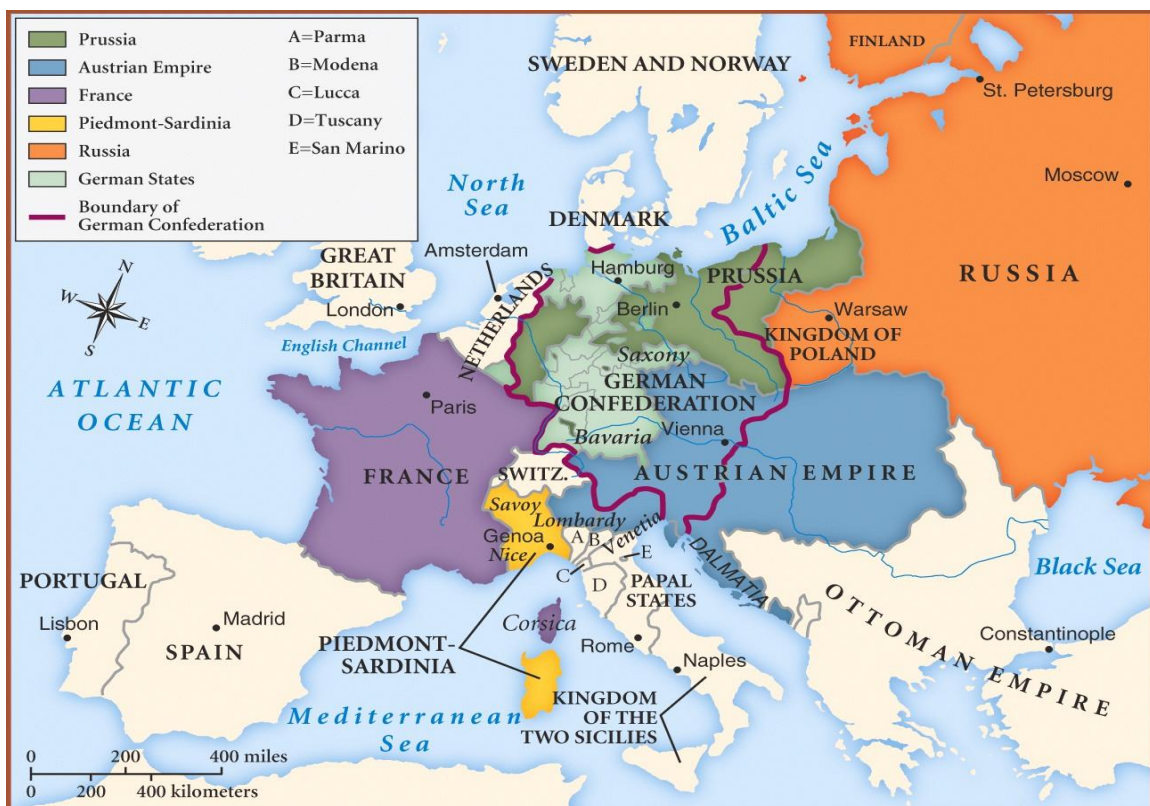 Prussia
Austrian Empire
France
Piedmont-Sardinia
Russia
German States
Boundary of
German Confederation
A=Parma
B=Modena
C=Lucca
D=Tuscany
E=San Marino
FINLAND
SWEDEN AND NORWAY
St. Petersburg
Moscow
North
Sea
Baltic Sea
DENMARK
Amsterdam
Hamburg
PRUSSIA
RUSSIA
GREAT
BRITAIN
London
N
W
E
S
NETHERLANDS
Berlin
Warsaw
KINGDOM OF
POLAND
English Channel
Saxony
GERMAN
CONFEDERATION
ATLANTIC
OCEAN
Paris
Bavaria
Vienna
FRANCE
SWITZ.
AUSTRIAN EMPIRE
Savoy
Lombardy
Venetia
Genoa
Nice
A
B
E
C
D
DALMATIA
PAPAL
STATES
Black Sea
PORTUGAL
Lisbon
Madrid
SPAIN
Corsica
PIEDMONT-
SARDINIA
Rome
Naples
OTTOMAN EMPIRE
Constantinople
KINGDOM
OF THE
TWO SICILIES
Mediterranean
Sea
0 200 400 miles
0 200 400 kilometers